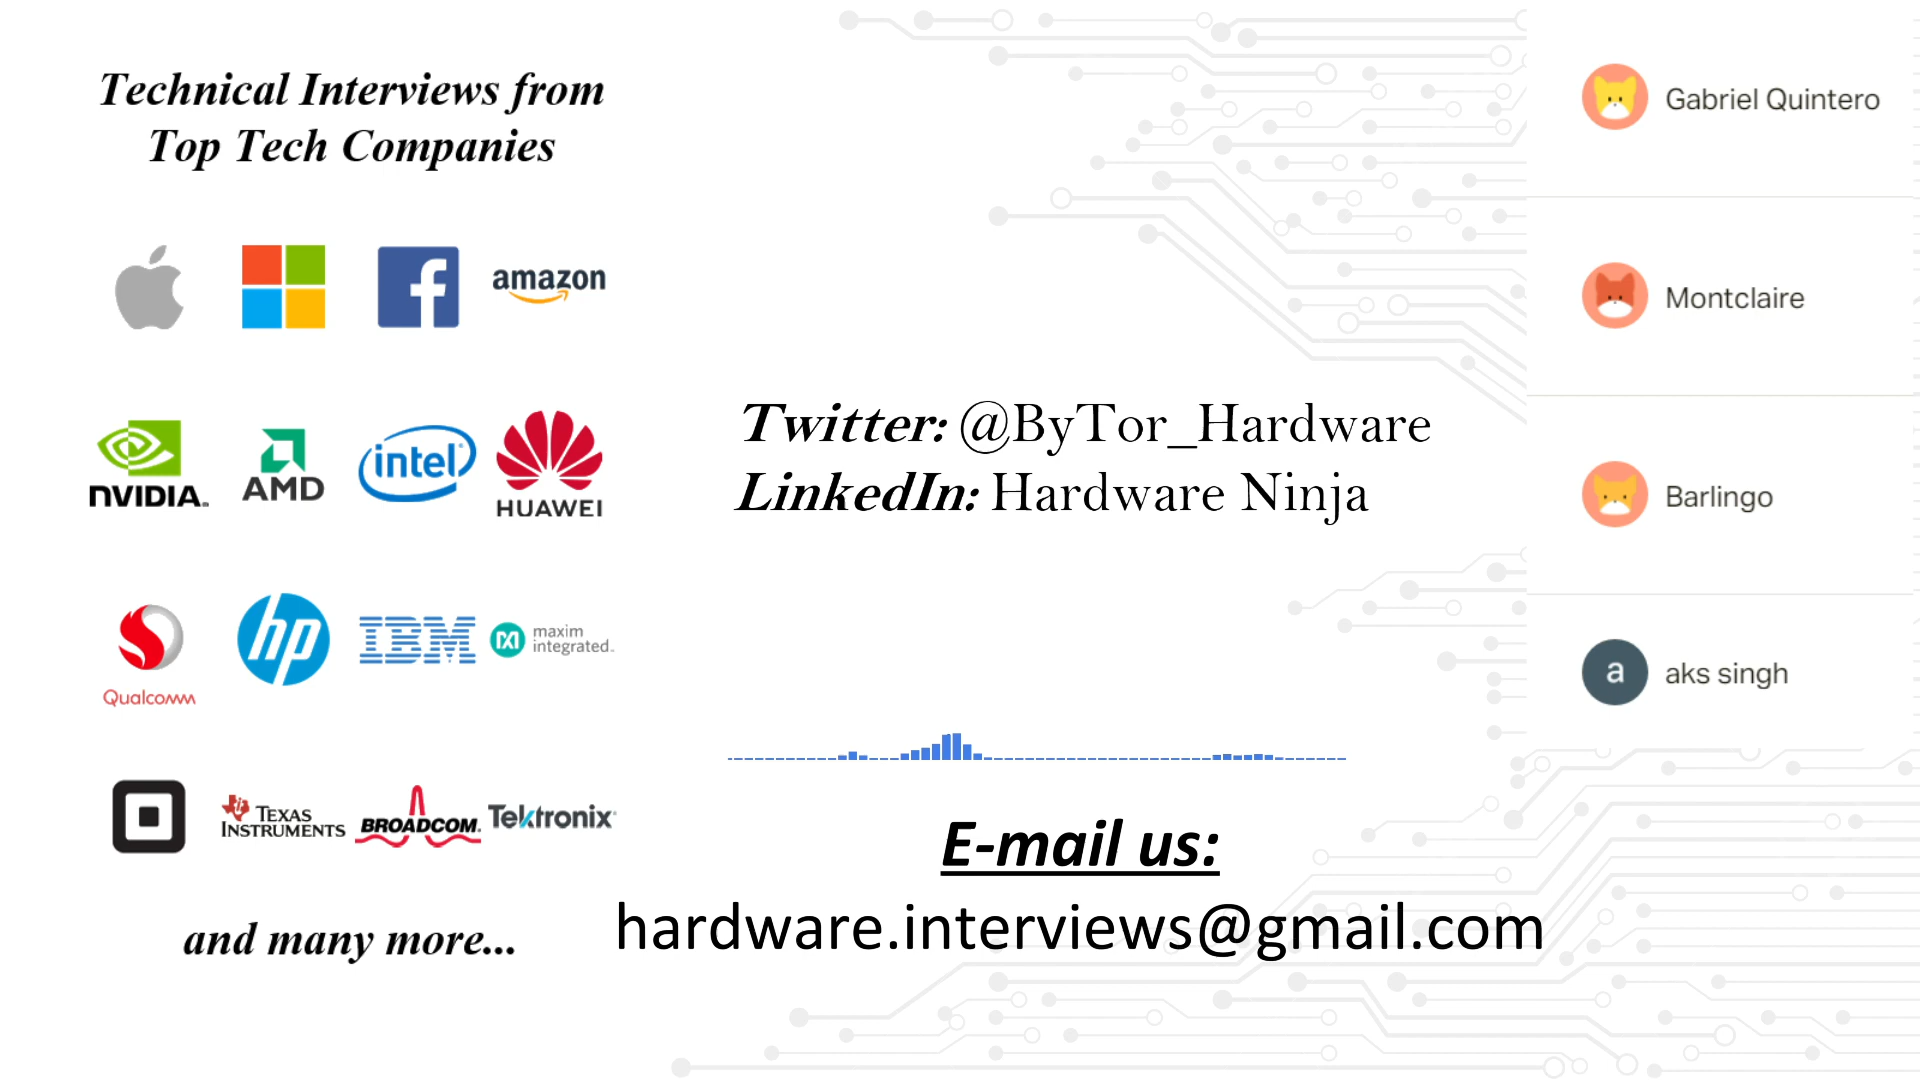 Technical Interviews from
Top Tech Companies
amazon
NVIDIA.
AMD
intel
HUAWEI
Qualcomm
hp
IBM
maxim
integrated.
TEXAS
INSTRUMENTS
BROADCOM.
Tektronix
and many more...
Twitter: @ByTor_Hardware
LinkedIn: Hardware Ninja
E-mail us:
hardware.interviews@gmail.com
Gabriel Quintero
Montclaire
Barlingo
a
aks singh